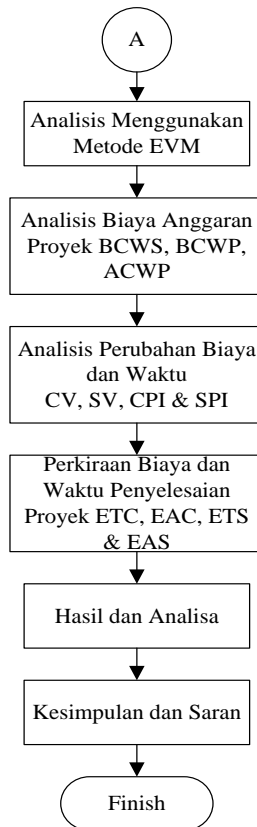 A
Analisis Menggunakan
Metode EVM
Analisis Biaya Anggaran
Proyek BCWS, BCWP,
ACWP
Analisis Perubahan Biaya
dan Waktu
CV, SV, CPI & SPI
Perkiraan Biaya dan
Waktu Penyelesaian
Proyek ETC, EAC, ETS
& EAS
Hasil dan Analisa
Kesimpulan dan Saran
Finish